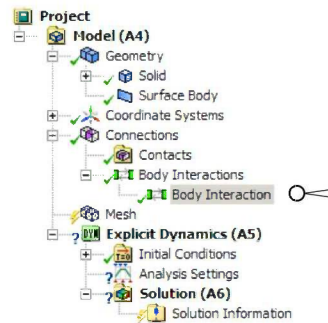 Project
Model (A4)
Geometry
Solid
Surface Body
Coordinate Systems
Connections
Contacts
Body Interactions
Body Interaction
Mesh
Explicit Dynamics (A5)
Initial Conditions
Analysis Settings
Solution (A6)
Solution Information